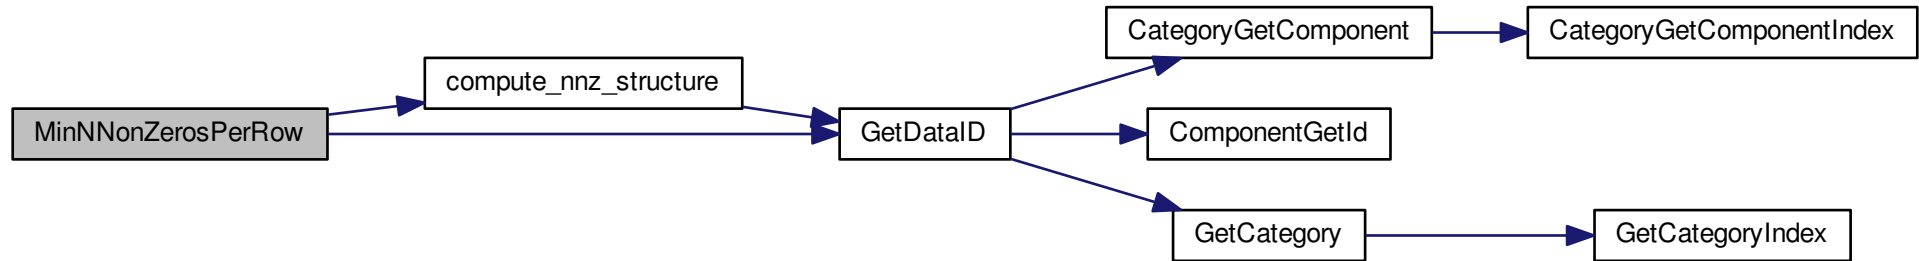 MinNNonZerosPerRow
compute_nnz_structure
GetDataID
CategoryGetComponent
CategoryGetComponentIndex
ComponentGetId
GetCategory
GetCategoryIndex